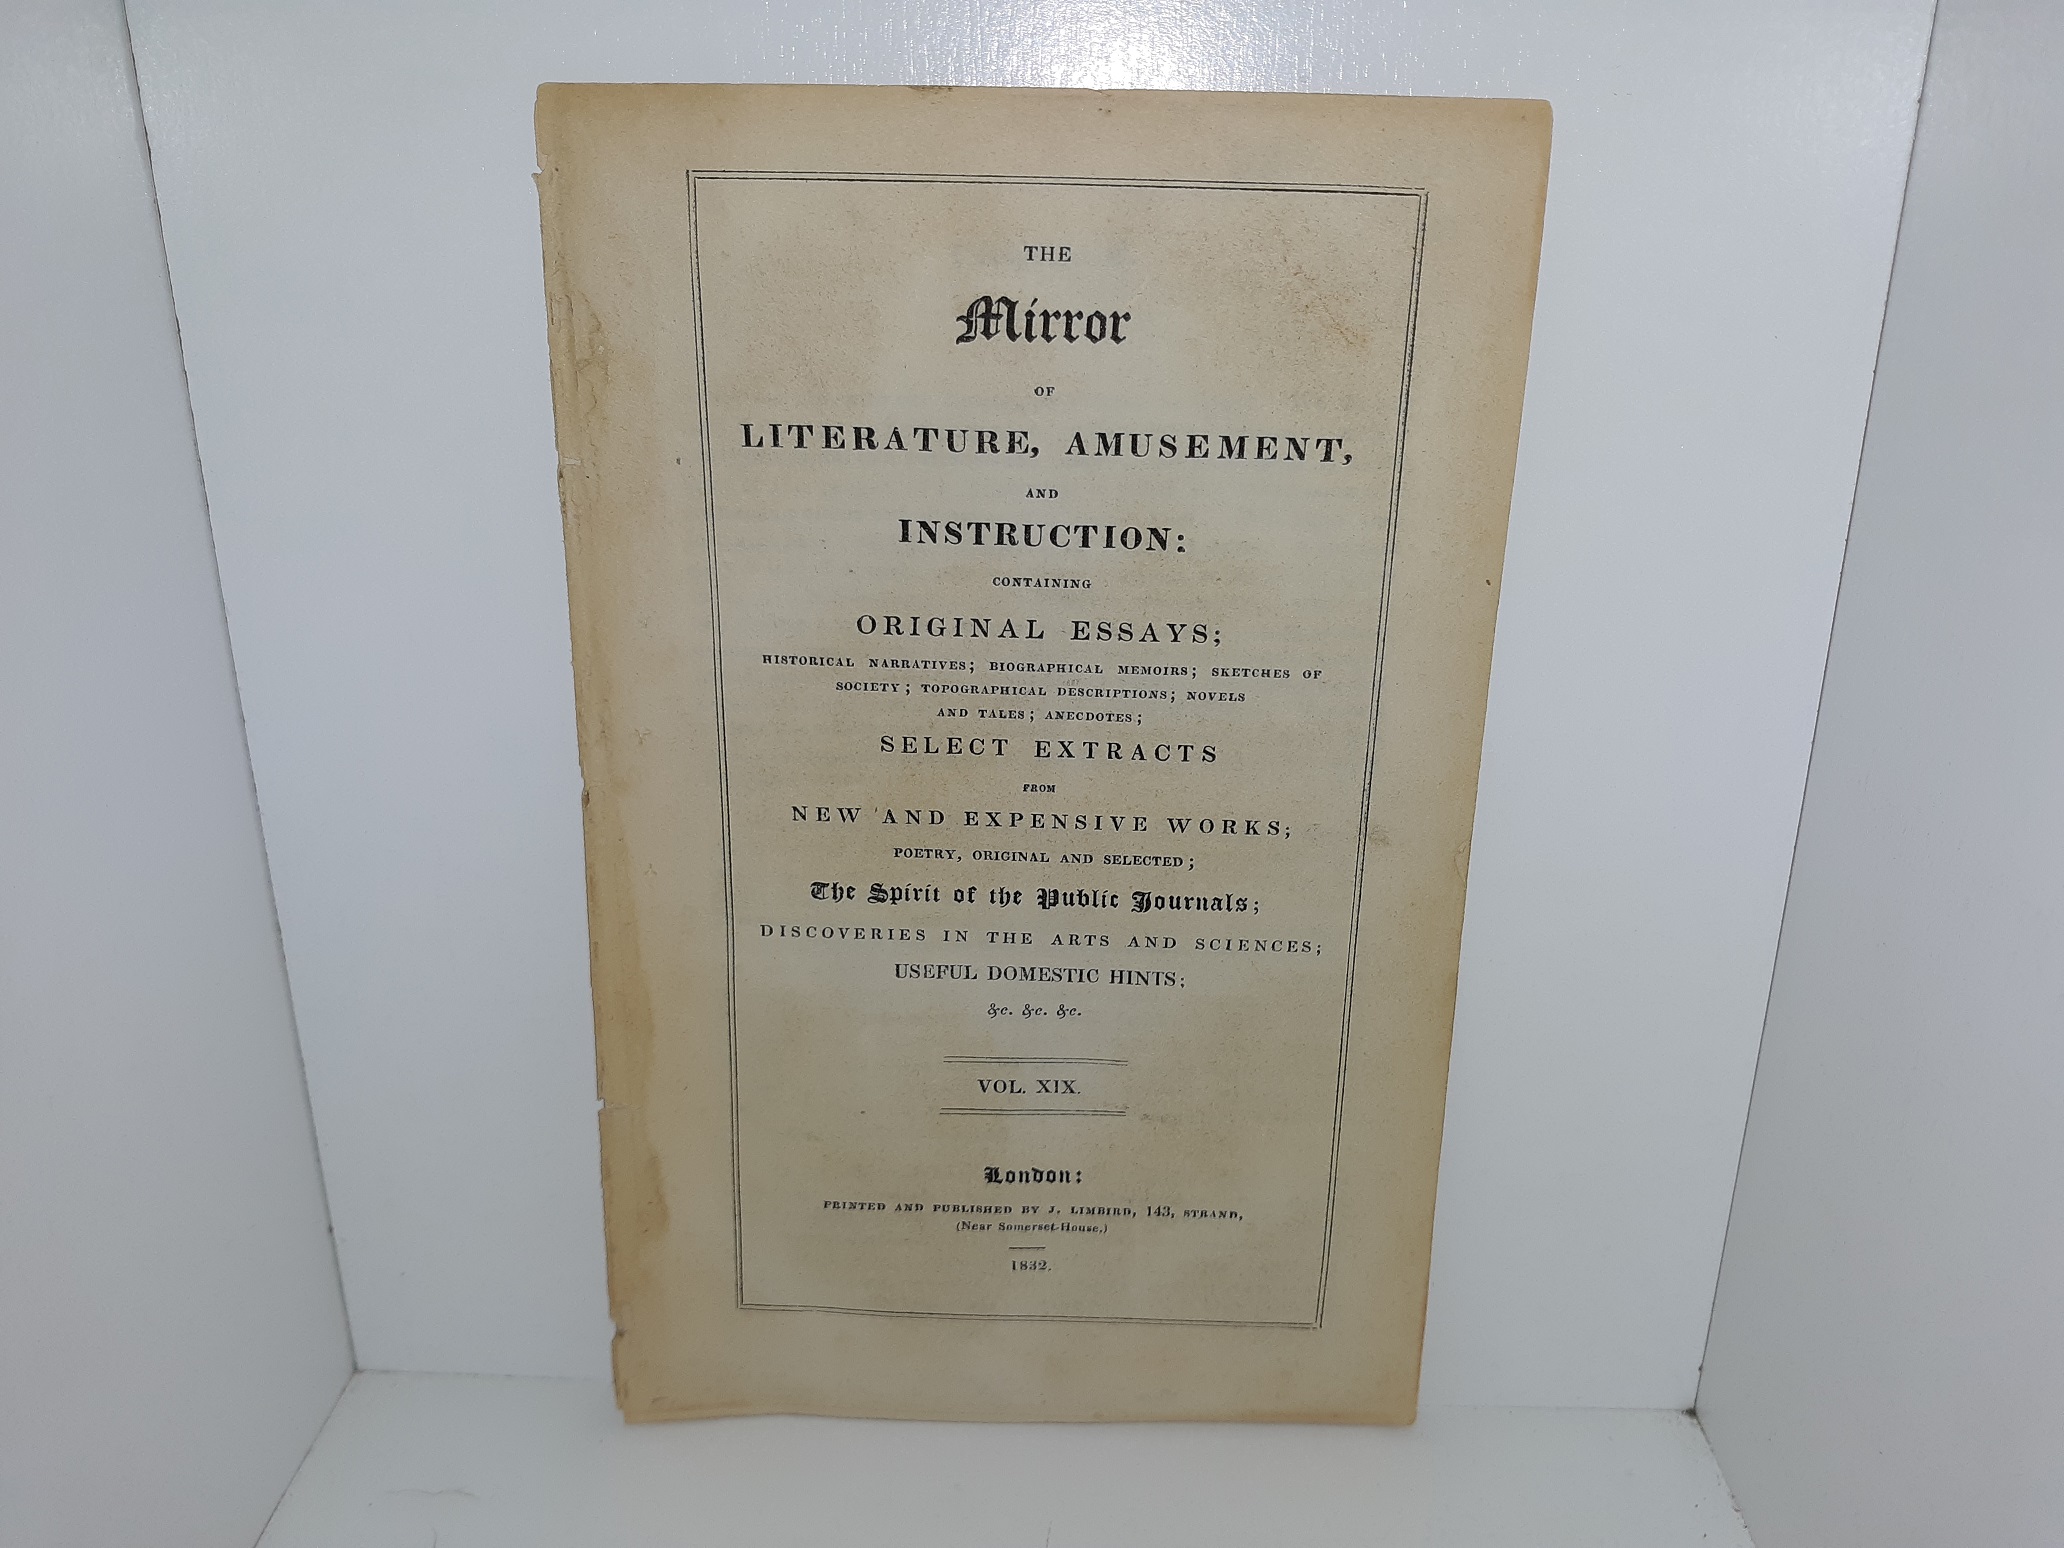 THE
Mirror
OF
LITERATURE, AMUSEMENT,
AND
INSTRUCTION:
CONTAINING
ORIGINAL ESSAYS;
HISTORICAL NARRATIVES; BIOGRAPHICAL MEMOIRS; SKETCHES OF
SOCIETY; TOPOGRAPHICAL DESCRIPTIONS; NOVELS
AND TALES; ANECDOTES;
SELECT EXTRACTS
FROM
NEW AND EXPENSIVE WORKS;
POETRY, ORIGINAL AND SELECTED;
The Spirit of the Public Journals;
DISCOVERIES IN THE ARTS AND SCIENCES;
USEFUL DOMESTIC HINTS;
&c. &c. &c.
VOL. XIX.
London:
PRINTED AND PUBLISHED BY J. LIMBIRD, 143, STRAND,
(Near Somerset-House.)
1832.